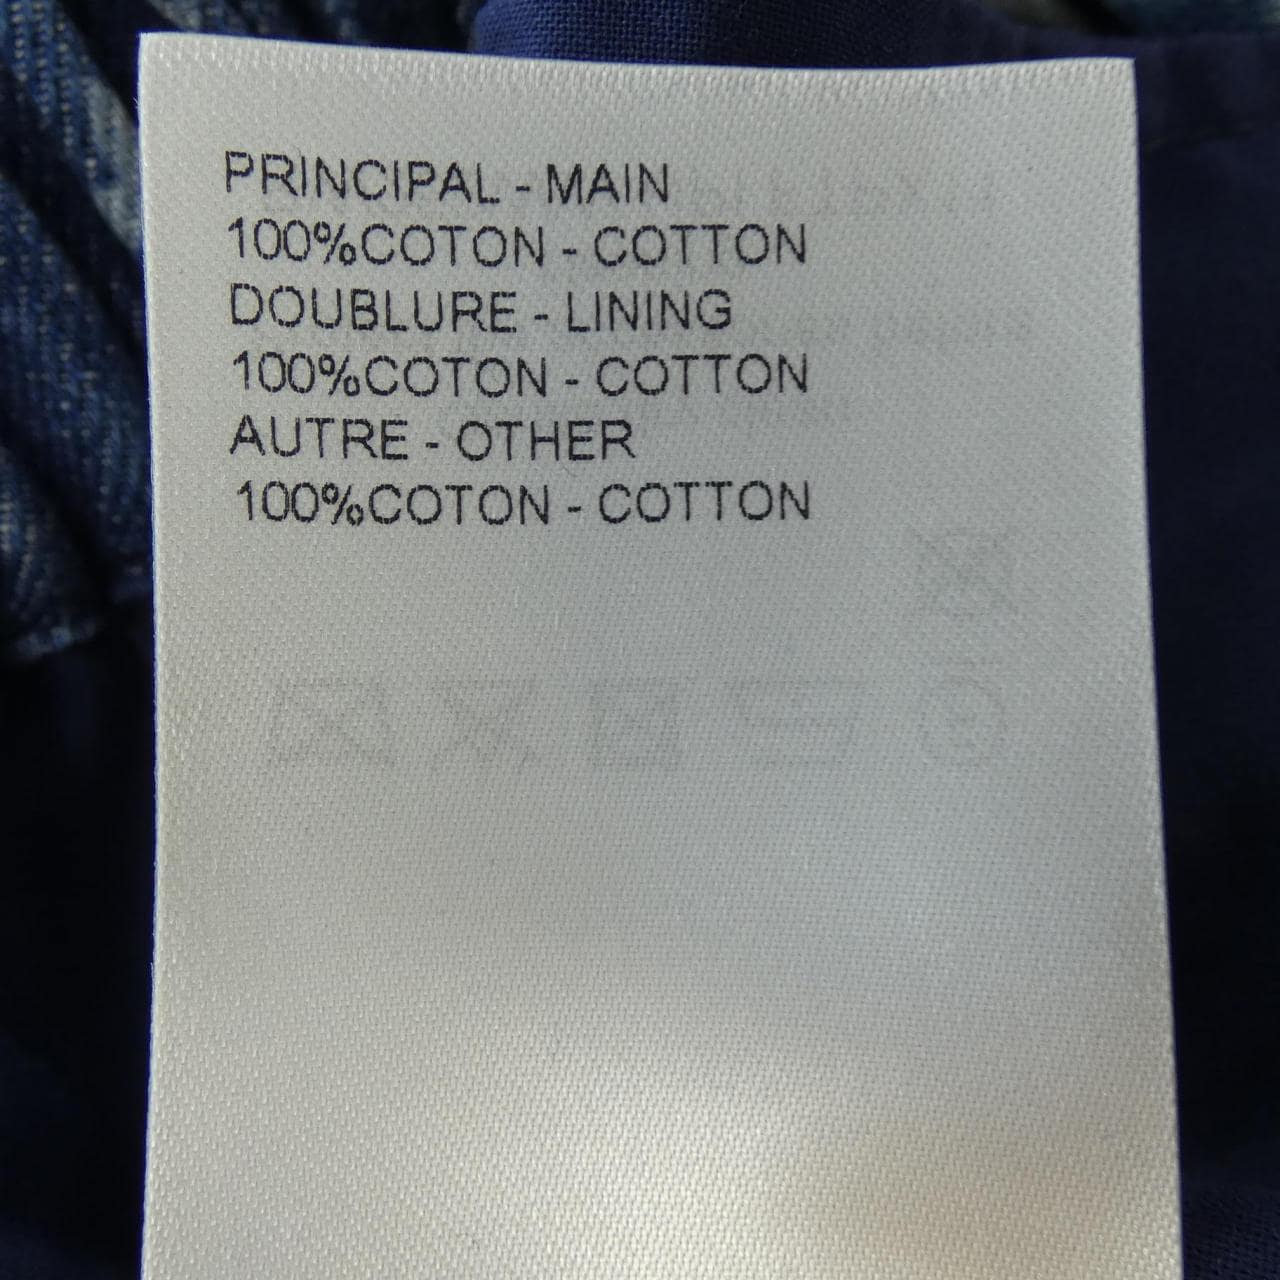 PRINCIPAL - MAIN
100%COTON - COTTON
DOUBLURE - LINING
100%COTON - COTTON
AUTRE - OTHER
100%COTON - COTTON